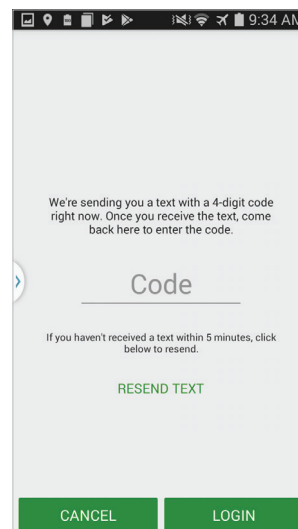 9:34 AM
We're sending you a text with a 4-digit code
right now. Once you receive the text, come
back here to enter the code.
Code
If you haven't received a text within 5 minutes, click
below to resend.
RESEND TEXT
CANCEL LOGIN